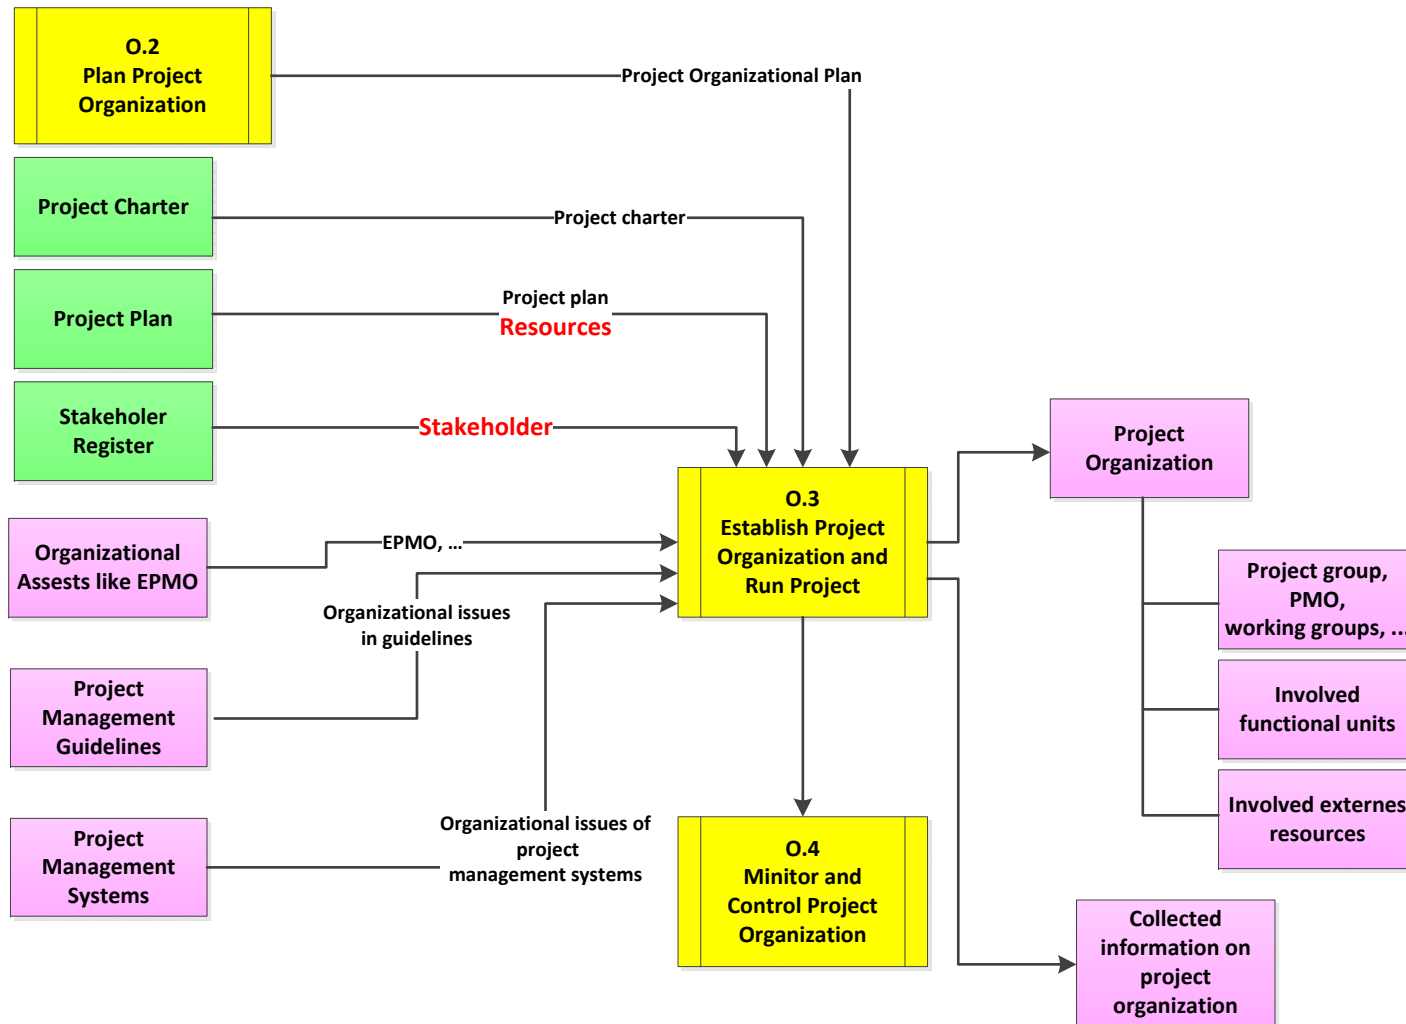 O.2
Plan Project
Organization
Project Organizational Plan
Project Charter
Project charter
Project Plan
Project plan
Resources
Stakeholer
Register
Stakeholder
Organizational
Assests like EPMO
EPMO, ...
Organizational issues
in guidelines
Project
Management
Guidelines
Project
Management
Systems
Organizational issues of
project
management systems
O.3
Establish Project
Organization and
Run Project
O.4
Minitor and
Control Project
Organization
Project
Organization
Project group,
PMO,
working groups, ...
Involved
functional units
Involved externes
resources
Collected
information on
project
organization